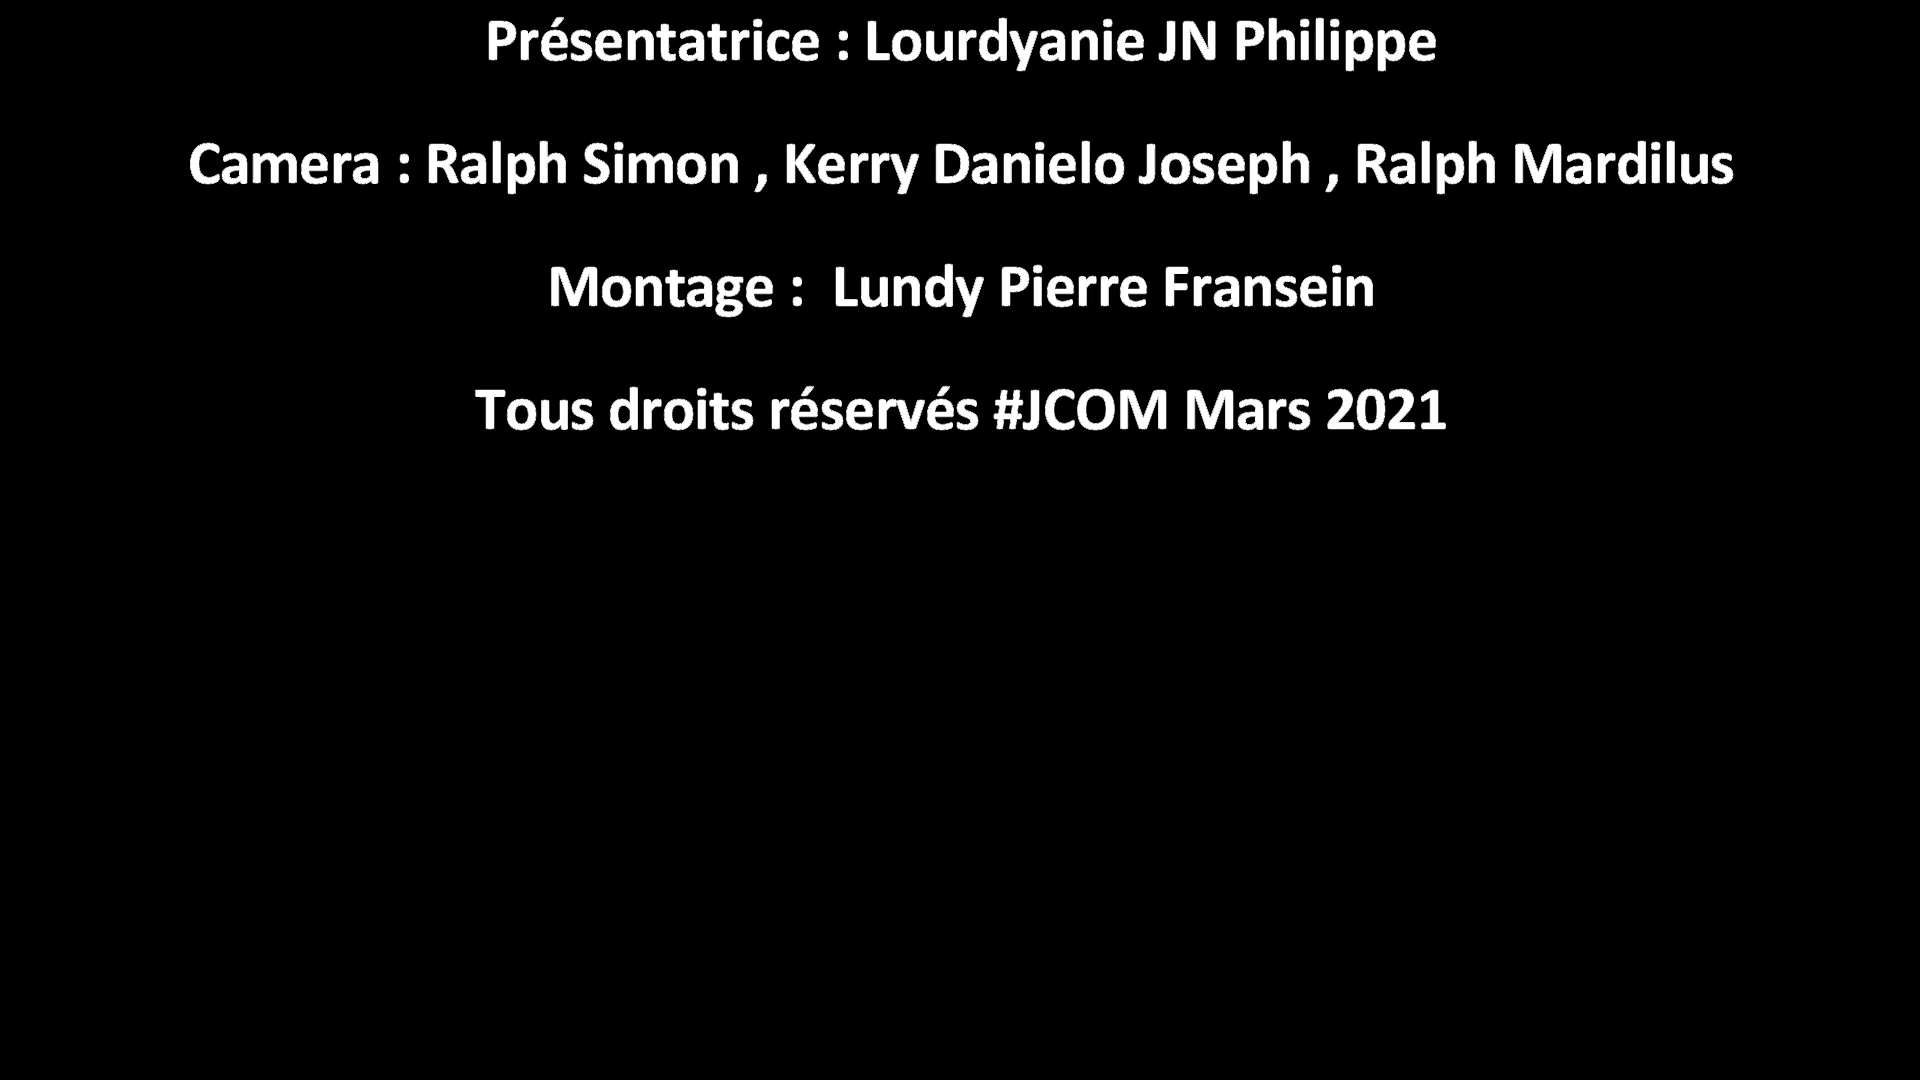 Présentatrice : Lourdyanie JN Philippe
Camera : Ralph Simon , Kerry Danielo Joseph , Ralph Mardilus
Montage :  Lundy Pierre Fransein
Tous droits réservés #JCOM Mars 2021